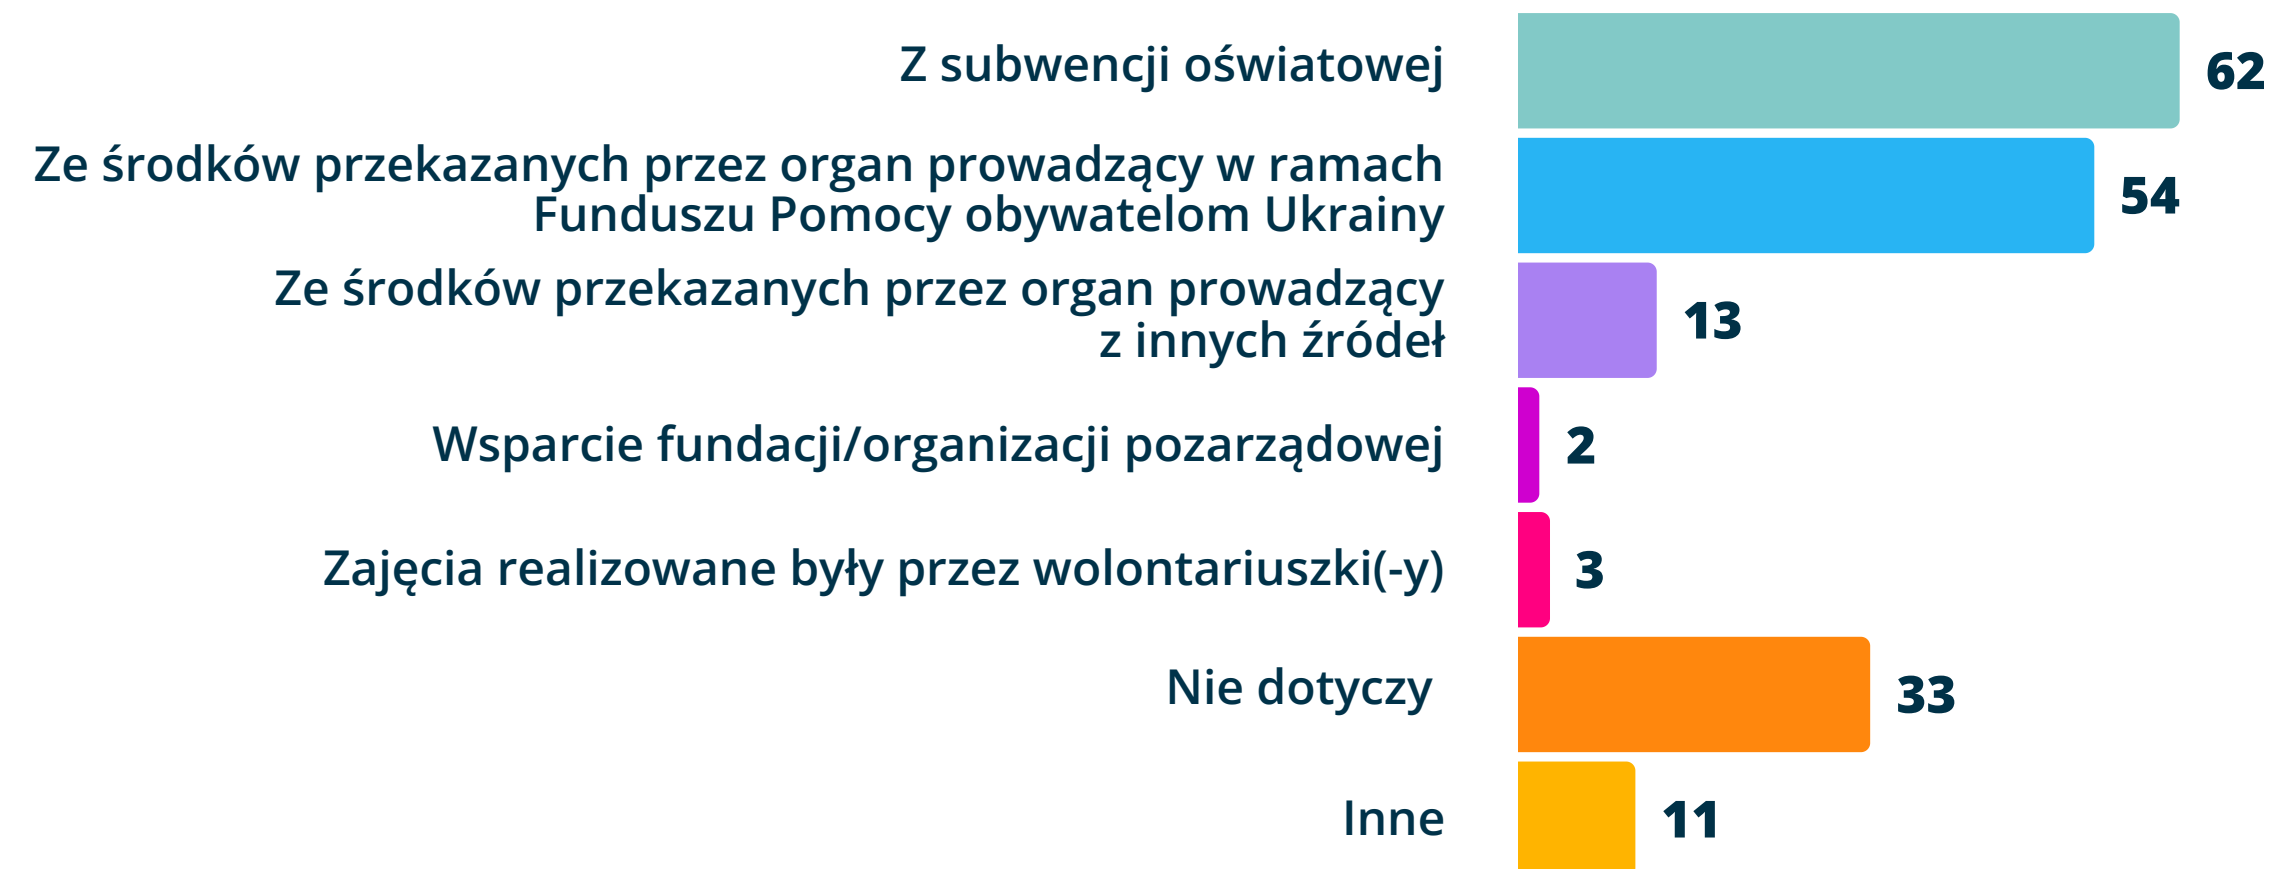 Z subwencji oświatowej
62
Ze środków przekazanych przez organ prowadzący w ramach
Funduszu Pomocy obywatelom Ukrainy
54
Ze środków przekazanych przez organ prowadzący
z innych źródeł
13
Wsparcie fundacji/organizacji pozarządowej
2
Zajęcia realizowane były przez wolontariuszki(-y)
3
Nie dotyczy
33
Inne
11